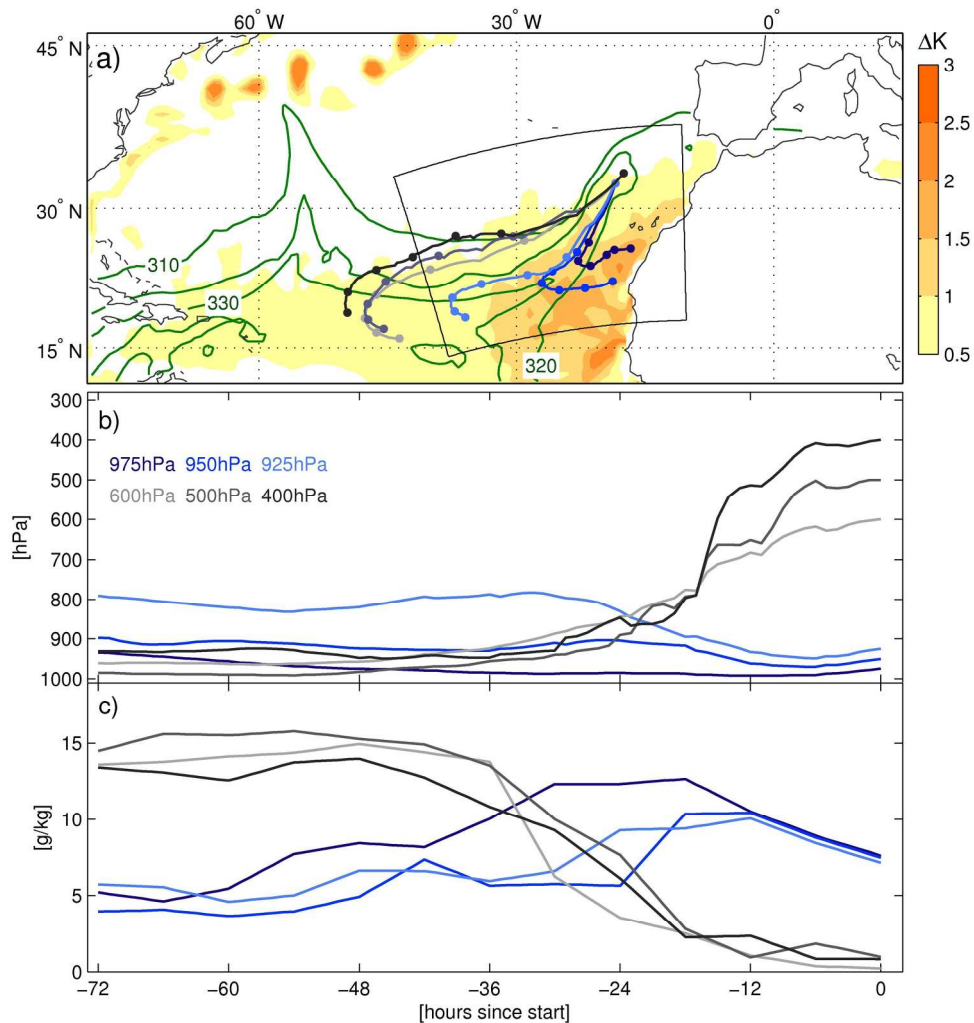 60° W 30° W 0°
a)
45° N
30° N
15° N
310
330
320
ΔK
3
2.5
2
1.5
1
0.5
b)
300
400
500
600
700
800
900
1000
[hPa]
975hPa 950hPa 925hPa
600hPa 500hPa 400hPa
c)
15
10
5
0
[g/kg]
−72 −60 −48 −36 −24 −12 0
[hours since start]